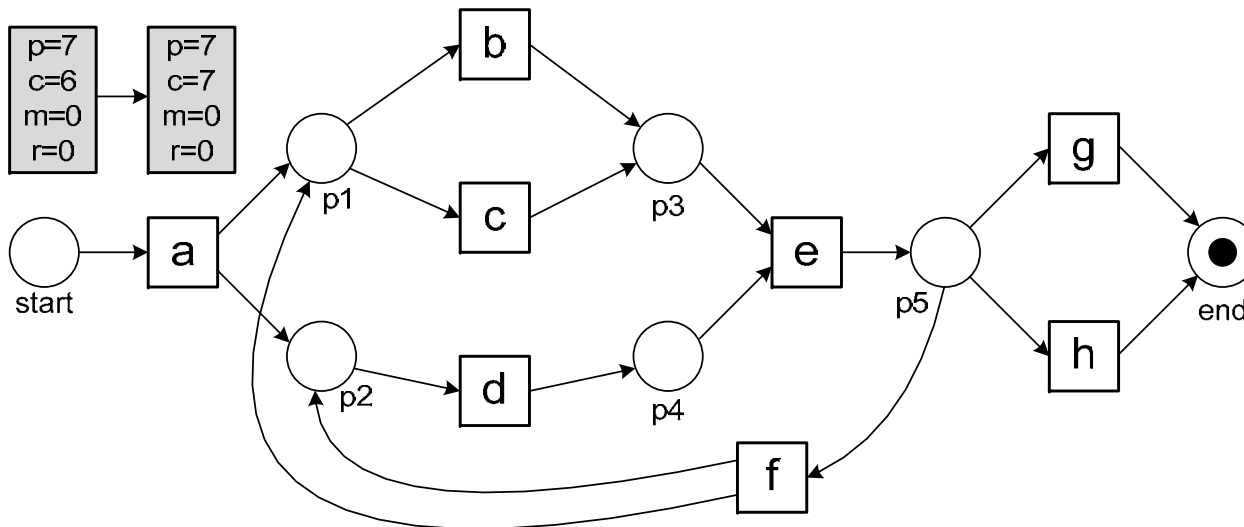 p=7
c=6
m=0
r=0
p=7
c=7
m=0
r=0
b
p1
c
p3
g
start
a
e
p5
end
p2
d
p4
h
f